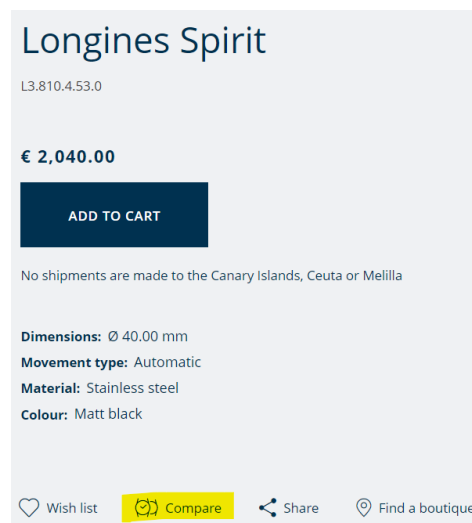 Longines Spirit
L3.810.4.53.0
€ 2,040.00
ADD TO CART
No shipments are made to the Canary Islands, Ceuta or Melilla
Dimensions: Ø 40.00 mm
Movement type: Automatic
Material: Stainless steel
Colour: Matt black
Wish list Compare Share Find a boutique